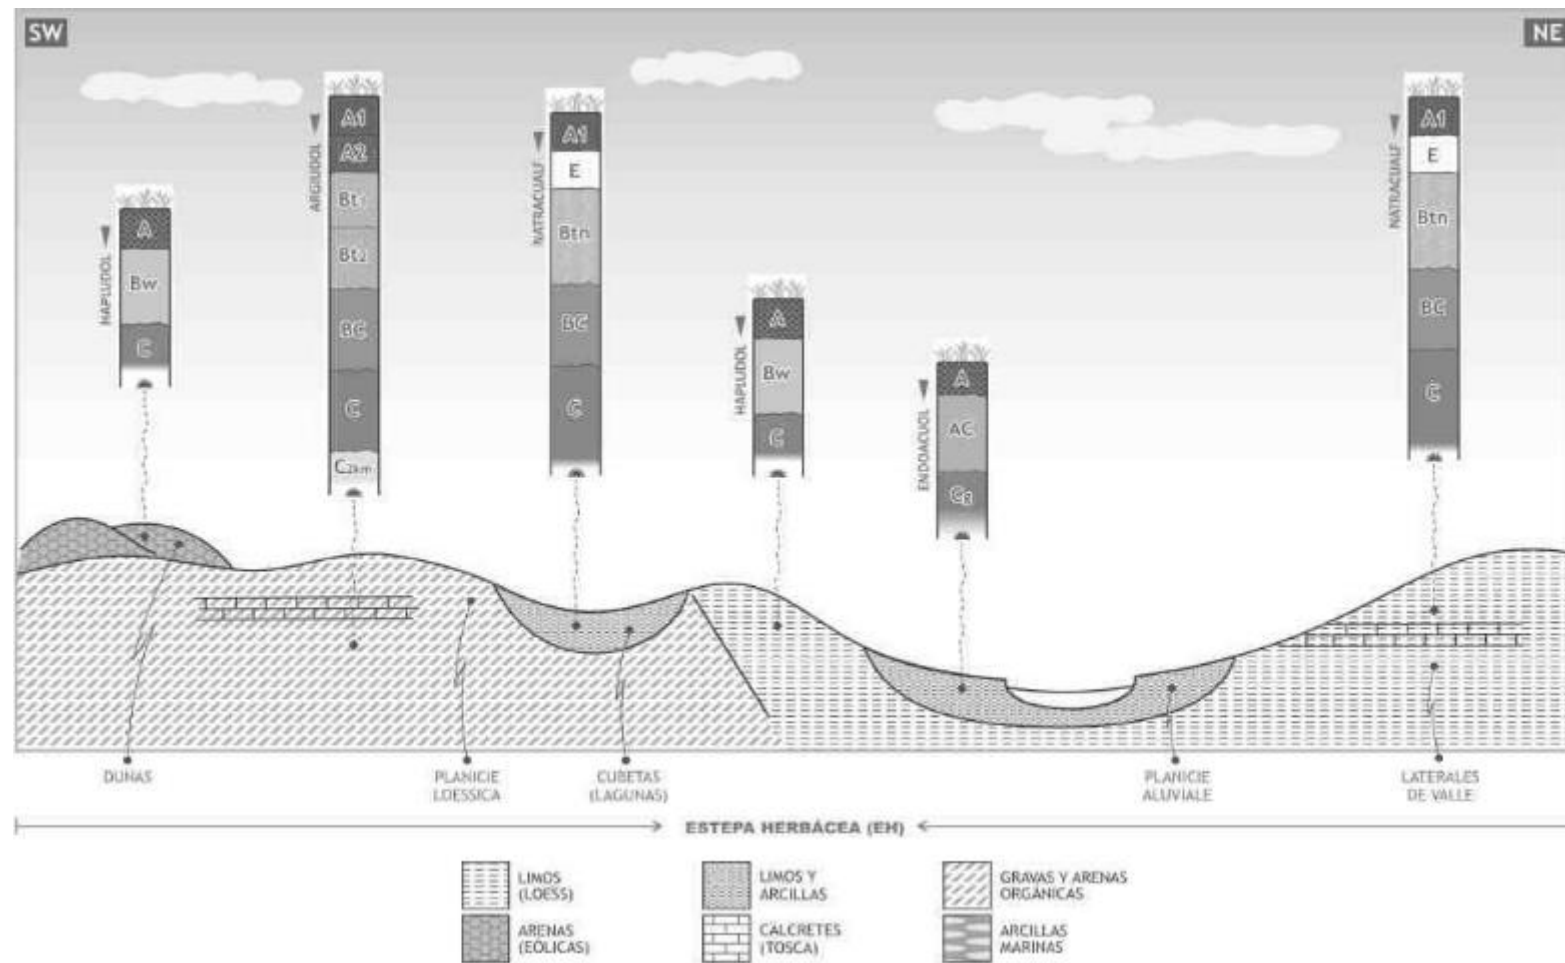 SW
NE
HAPLUDOL
A
Bw
C
ARGIUDOL
A1
A2
Bt1
Bt2
BC
C
C2km
NATRACUALF
A1
E
Btn
BC
C
HAPLUDOL
A
Bw
C
ENDOACUOL
A
AC
Cg
NATRACUALF
A1
E
Btn
BC
C
DUNAS
PLANICIE
LOESSICA
CUBETAS
(LAGUNAS)
PLANICIE
ALUVIALE
LATERALES
DE VALLE
ESTEPA HERBÁCEA (EH)
LIMOS
(LOESS)
LIMOS Y
ARCILLAS
GRAVAS Y ARENAS
ORGÁNICAS
ARENAS
(EÓLICAS)
CALCRETES
(TOSCA)
ARCILLAS
MARINAS